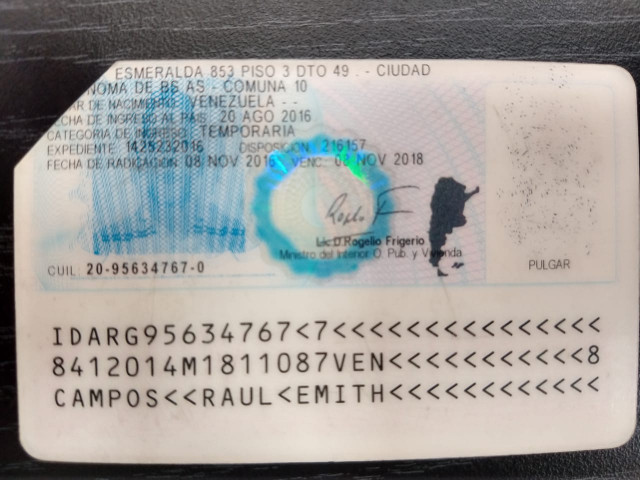 ESMERALDA 853 PISO 3 DTO 49 . - CIUDAD
NOMA DE BS AS - COMUNA 10
AR DE NACIMIENTO VENEZUELA - -
FECHA DE INGRESO AL PAIS 20 AGO 2016
CATEGORIA DE INGRESO TEMPORARIA
EXPEDIENTE 1425232016 DISPOSICION 216157
FECHA DE RADICACION 08 NOV 2016 VENC. 08 NOV 2018
Lic.D.Rogelio Frigerio
Ministro del Interior O. Pub. y Vivienda
CUIL: 20-95634767-0
PULGAR
IDARG95634767<7<<<<<<<<<<<<<<<
8412014M1811087VEN<<<<<<<<<<<8
CAMPOS<<RAUL<EMITH<<<<<<<<<<<<